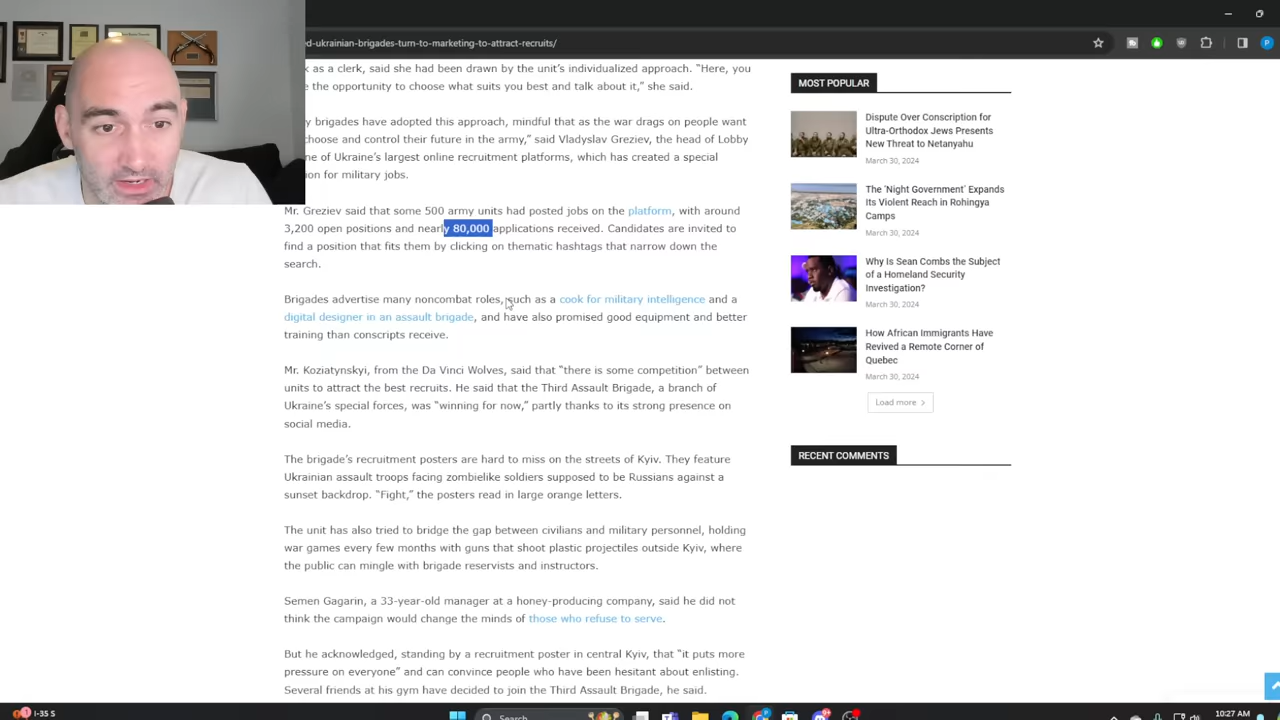 ed-ukrainian-brigades-turn-to-marketing-to-attract-recruits/
as a clerk, said she had been drawn by the unit's individualized approach. "Here, you
the opportunity to choose what suits you best and talk about it," she said.
brigades have adopted this approach, mindful that as the war drags on people want
choose and control their future in the army," said Vladyslav Greziev, the head of Lobby
ne of Ukraine's largest online recruitment platforms, which has created a special
on for military jobs.
Mr. Greziev said that some 500 army units had posted jobs on the platform, with around
3,200 open positions and nearly 80,000 applications received. Candidates are invited to
find a position that fits them by clicking on thematic hashtags that narrow down the
search.
Brigades advertise many noncombat roles, such as a cook for military intelligence and a
digital designer in an assault brigade, and have also promised good equipment and better
training than conscripts receive.
Mr. Koziatynskyi, from the Da Vinci Wolves, said that "there is some competition" between
units to attract the best recruits. He said that the Third Assault Brigade, a branch of
Ukraine's special forces, was "winning for now," partly thanks to its strong presence on
social media.
The brigade's recruitment posters are hard to miss on the streets of Kyiv. They feature
Ukrainian assault troops facing zombielike soldiers supposed to be Russians against a
sunset backdrop. "Fight," the posters read in large orange letters.
The unit has also tried to bridge the gap between civilians and military personnel, holding
war games every few months with guns that shoot plastic projectiles outside Kyiv, where
the public can mingle with brigade reservists and instructors.
Semen Gagarin, a 33-year-old manager at a honey-producing company, said he did not
think the campaign would change the minds of those who refuse to serve.
But he acknowledged, standing by a recruitment poster in central Kyiv, that "it puts more
pressure on everyone" and can convince people who have been hesitant about enlisting.
Several friends at his gym have decided to join the Third Assault Brigade, he said.
MOST POPULAR
Dispute Over Conscription for
Ultra-Orthodox Jews Presents
New Threat to Netanyahu
March 30, 2024
The 'Night Government' Expands
Its Violent Reach in Rohingya
Camps
March 30, 2024
Why Is Sean Combs the Subject
of a Homeland Security
Investigation?
March 30, 2024
How African Immigrants Have
Revived a Remote Corner of
Quebec
March 30, 2024
Load more
RECENT COMMENTS
I-35 S
Search
10:27 AM